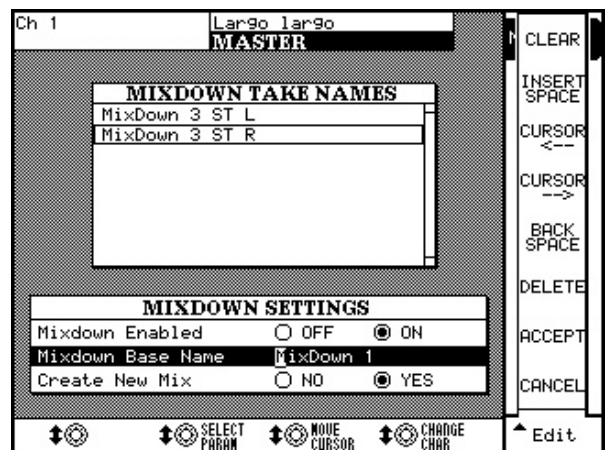 Ch 1
Largo largo
MASTER
MIXDOWN TAKE NAMES
MixDown 3 ST L
MixDown 3 ST R
MIXDOWN SETTINGS
Mixdown Enabled OFF ON
Mixdown Base Name MixDown 1
Create New Mix NO YES
SELECT
PARAM
MOVE
CURSOR
CHANGE
CHAR
CLEAR
INSERT
SPACE
CURSOR
<--
CURSOR
-->
BACK
SPACE
DELETE
ACCEPT
CANCEL
Edit